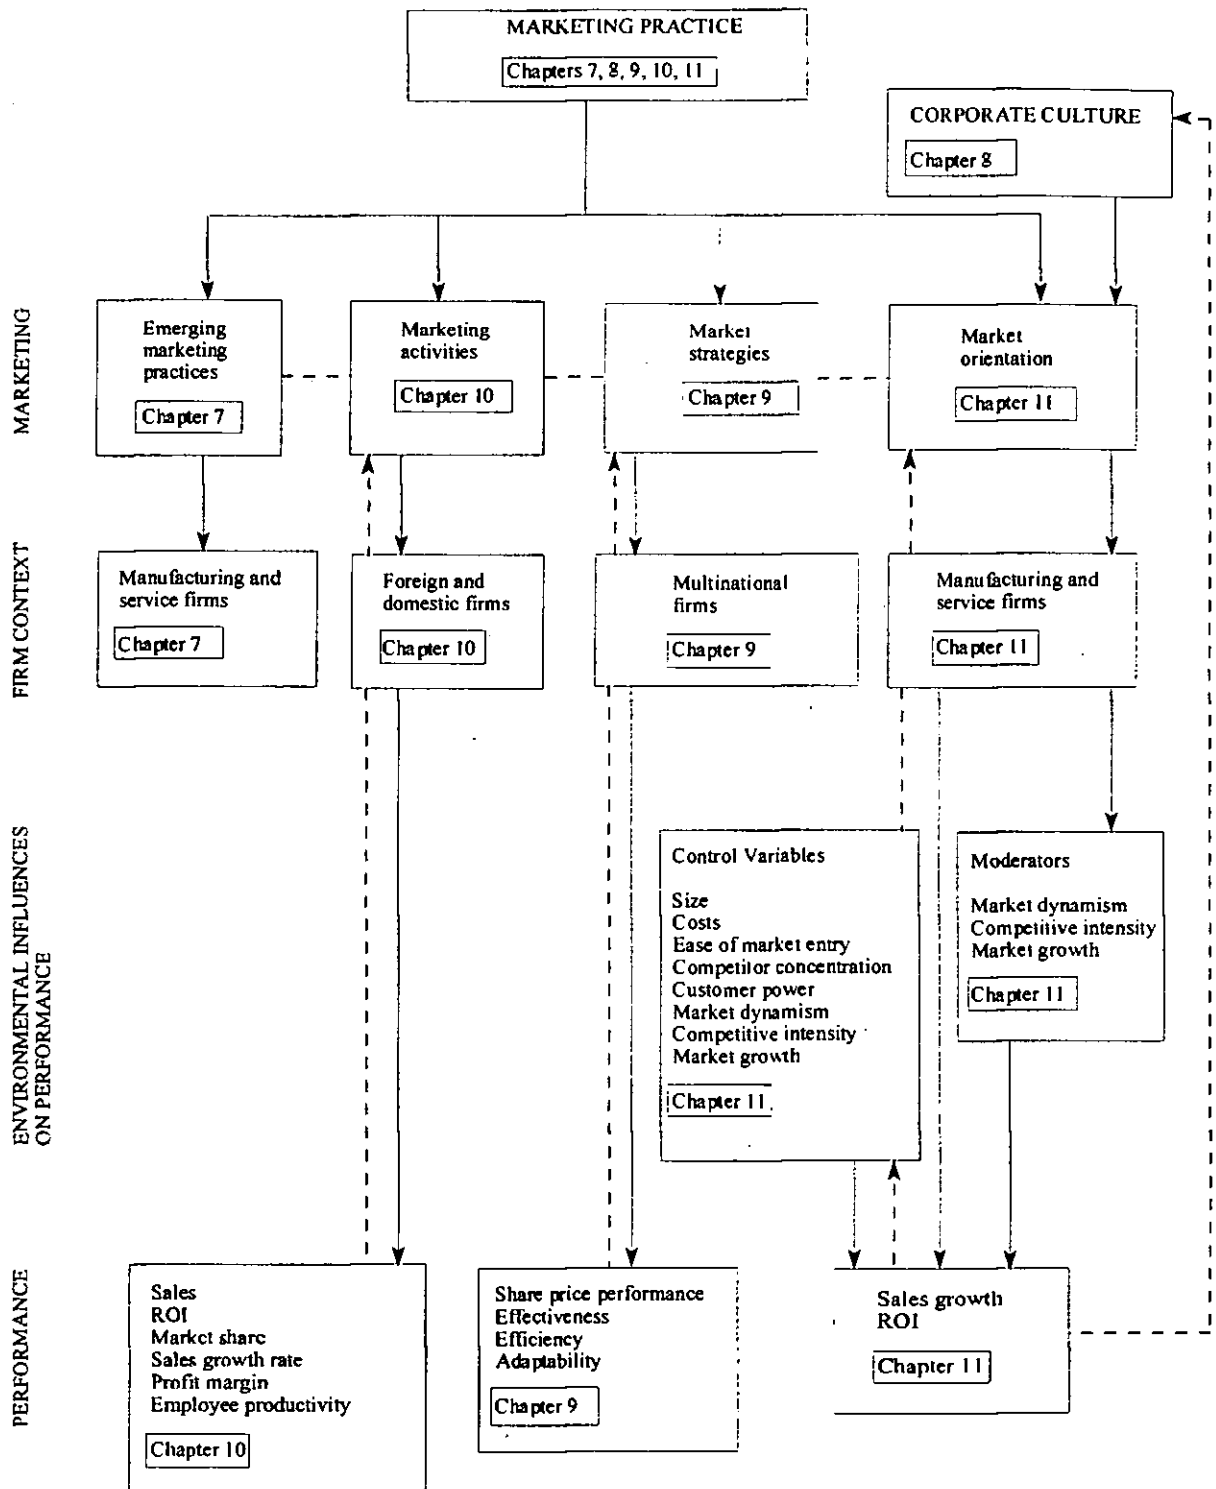 MARKETING PRACTICE
Chapters 7, 8, 9, 10, 11
CORPORATE CULTURE
Chapter 8
MARKETING
Emerging
marketing
practices
Chapter 7
Marketing
activities
Chapter 10
Market
strategies
Chapter 9
Market
orientation
Chapter 11
FIRM CONTEXT
Manufacturing and
service firms
Chapter 7
Foreign and
domestic firms
Chapter 10
Multinational
firms
Chapter 9
Manufacturing and
service firms
Chapter 11
ENVIRONMENTAL INFLUENCES
ON PERFORMANCE
Control Variables
Size
Costs
Ease of market entry
Competitor concentration
Customer power
Market dynamism
Competitive intensity
Market growth
Chapter 11
Moderators
Market dynamism
Competitive intensity
Market growth
Chapter 11
PERFORMANCE
Sales
ROI
Market share
Sales growth rate
Profit margin
Employee productivity
Chapter 10
Share price performance
Effectiveness
Efficiency
Adaptability
Chapter 9
Sales growth
ROI
Chapter 11